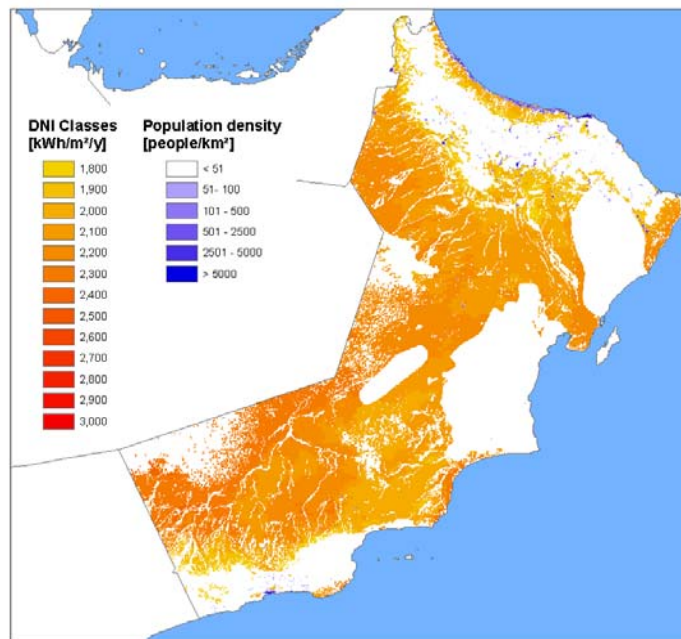 DNI Classes
[kWh/m²/y]
1,800
1,900
2,000
2,100
2,200
2,300
2,400
2,500
2,600
2,700
2,800
2,900
3,000
Population density
[people/km²]
< 51
51- 100
101 - 500
501 - 2500
2501 - 5000
> 5000